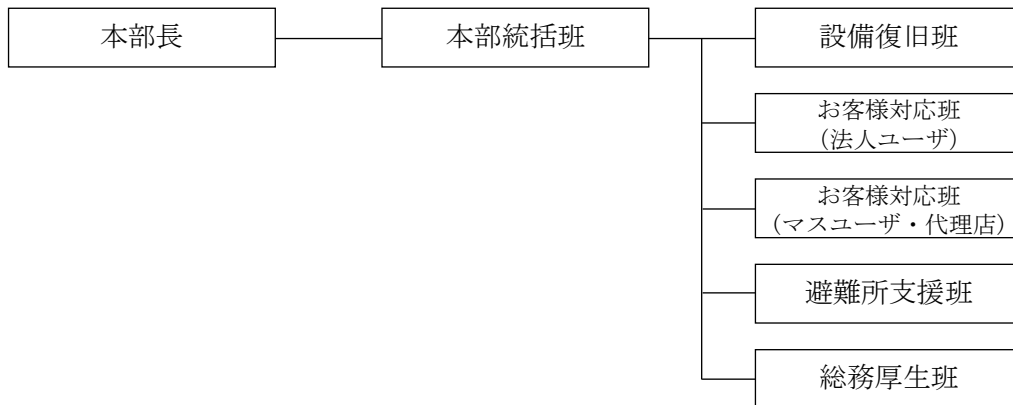 本部長
本部統括班
設備復旧班
お客様対応班
（法人ユーザ）
お客様対応班
（マスユーザ・代理店）
避難所支援班
総務厚生班